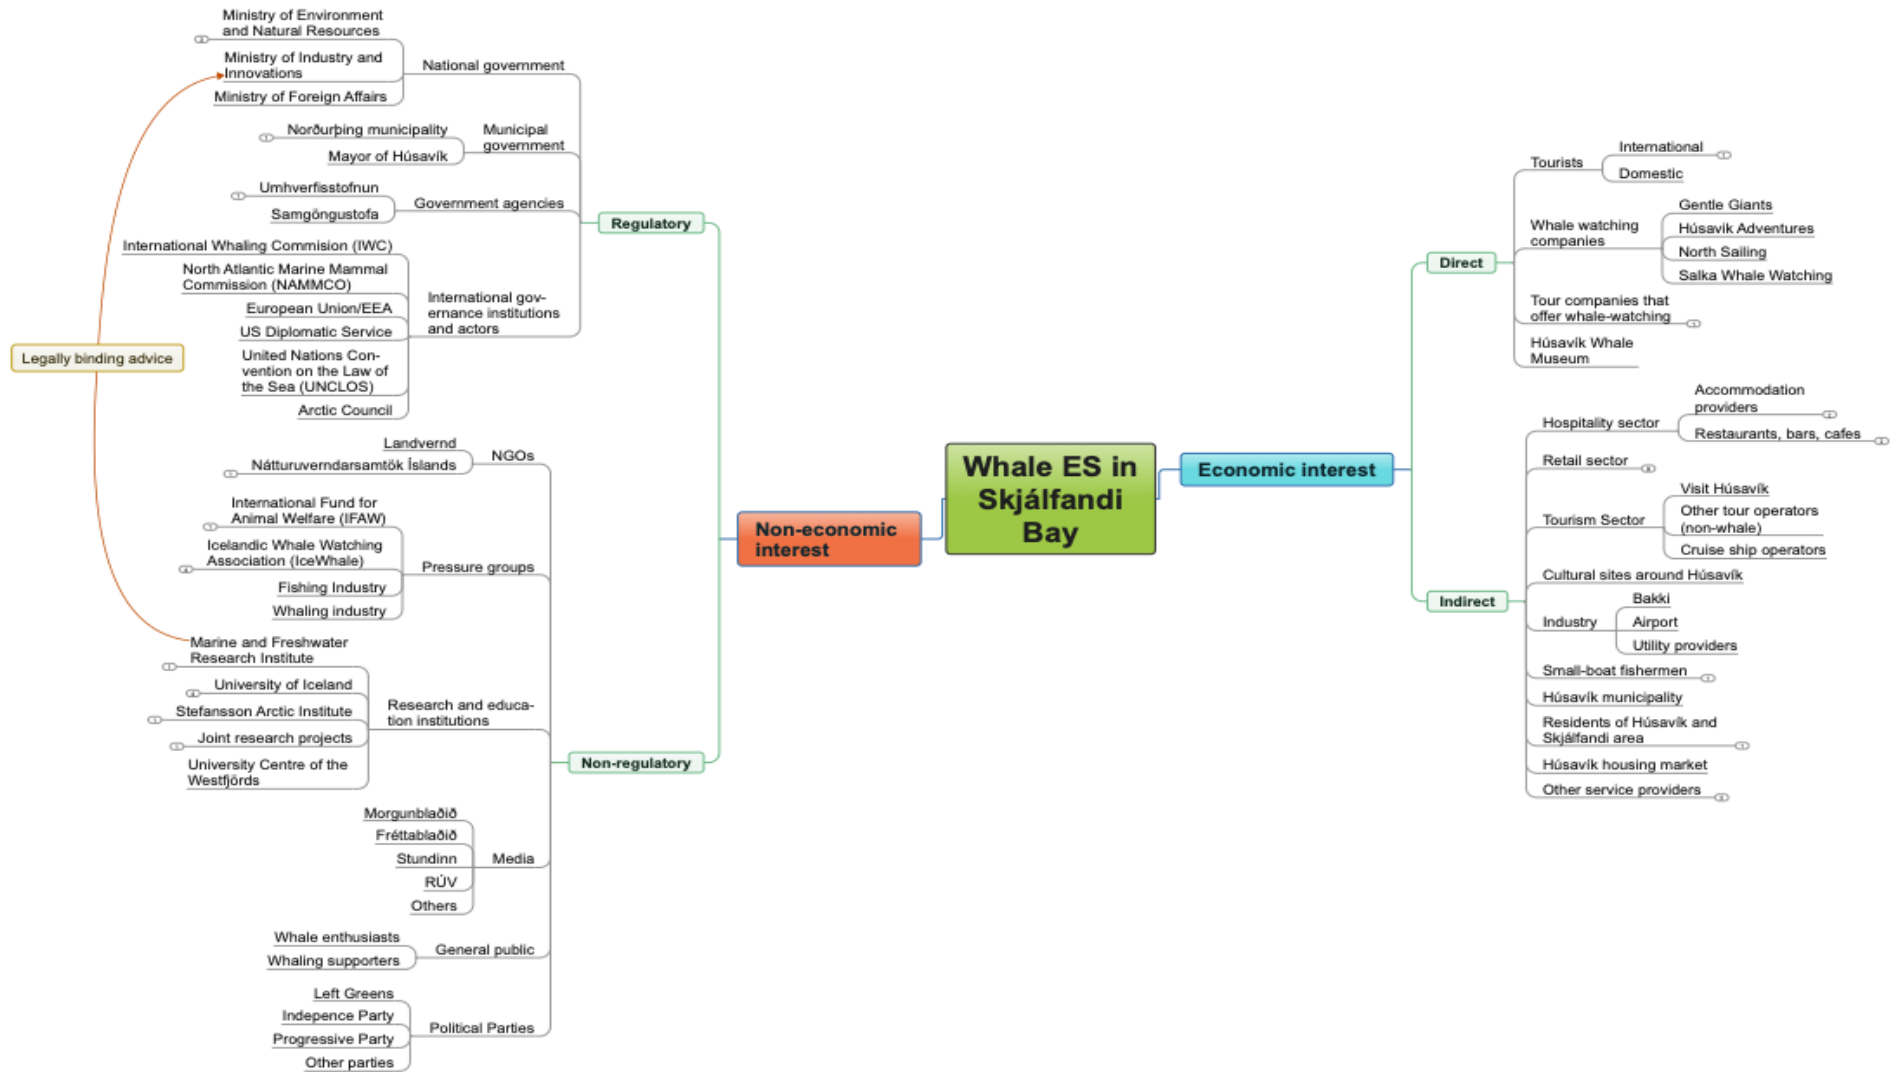 Ministry of Environment
and Natural Resources
Ministry of Industry and
Innovations
Ministry of Foreign Affairs
National government
Norðurþing municipality
Mayor of Húsavík
Municipal
government
Umhverfisstofnun
Samgöngustofa
Government agencies
International Whaling Commision (IWC)
North Atlantic Marine Mammal
Commission (NAMMCO)
European Union/EEA
US Diplomatic Service
United Nations Con-
vention on the Law of
the Sea (UNCLOS)
Arctic Council
International gov-
ernance institutions
and actors
Regulatory
Legally binding advice
Landvernd
Nátturuverndarsamtök Íslands
NGOs
International Fund for
Animal Welfare (IFAW)
Icelandic Whale Watching
Association (IceWhale)
Fishing Industry
Whaling industry
Pressure groups
Marine and Freshwater
Research Institute
University of Iceland
Stefansson Arctic Institute
Joint research projects
University Centre of the
Westfjörds
Research and educa-
tion institutions
Non-regulatory
Morgunblaðið
Fréttablaðið
Stundinn
RÚV
Others
Media
Whale enthusiasts
Whaling supporters
General public
Left Greens
Indepence Party
Progressive Party
Other parties
Political Parties
Non-economic
interest
Whale ES in
Skjálfandi
Bay
Economic interest
Direct
Tourists
International
Domestic
Whale watching
companies
Gentle Giants
Húsavik Adventures
North Sailing
Salka Whale Watching
Tour companies that
offer whale-watching
Húsavík Whale
Museum
Indirect
Hospitality sector
Accommodation
providers
Restaurants, bars, cafes
Retail sector
Tourism Sector
Visit Húsavík
Other tour operators
(non-whale)
Cruise ship operators
Cultural sites around Húsavík
Industry
Bakki
Airport
Utility providers
Small-boat fishermen
Húsavík municipality
Residents of Húsavík and
Skjálfandi area
Húsavík housing market
Other service providers